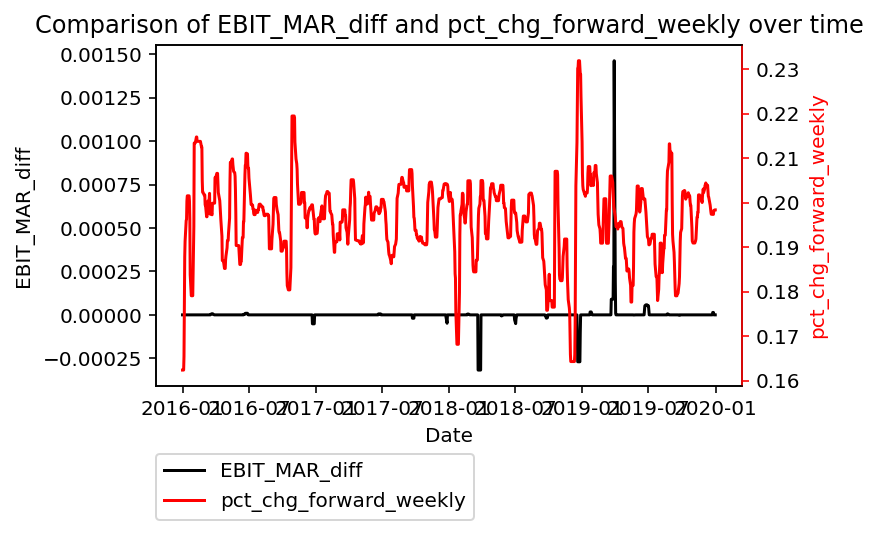 Comparison of EBIT_MAR_diff and pct_chg_forward_weekly over time
0.00150
0.00125
0.00100
0.00075
0.00050
0.00025
0.00000
−0.00025
EBIT_MAR_diff
0.23
0.22
0.21
0.20
0.19
0.18
0.17
0.16
pct_chg_forward_weekly
2016-01 2016-07 2017-01 2017-07 2018-01 2018-07 2019-01 2019-07 2020-01
Date
EBIT_MAR_diff
pct_chg_forward_weekly